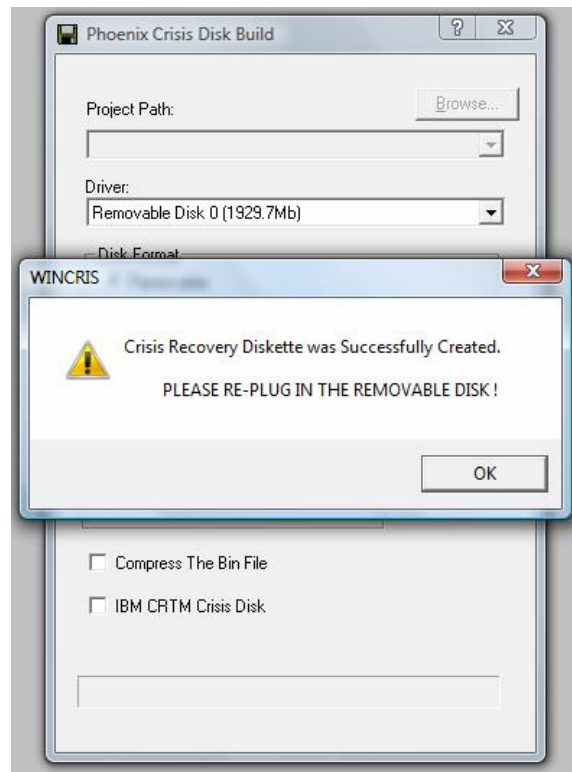 Phoenix Crisis Disk Build
Project Path:
Browse...
Driver:
Removable Disk 0 (1929.7Mb)
Disk Format
WINCRIS
Crisis Recovery Diskette was Successfully Created.
PLEASE RE-PLUG IN THE REMOVABLE DISK !
OK
Compress The Bin File
IBM CRTM Crisis Disk